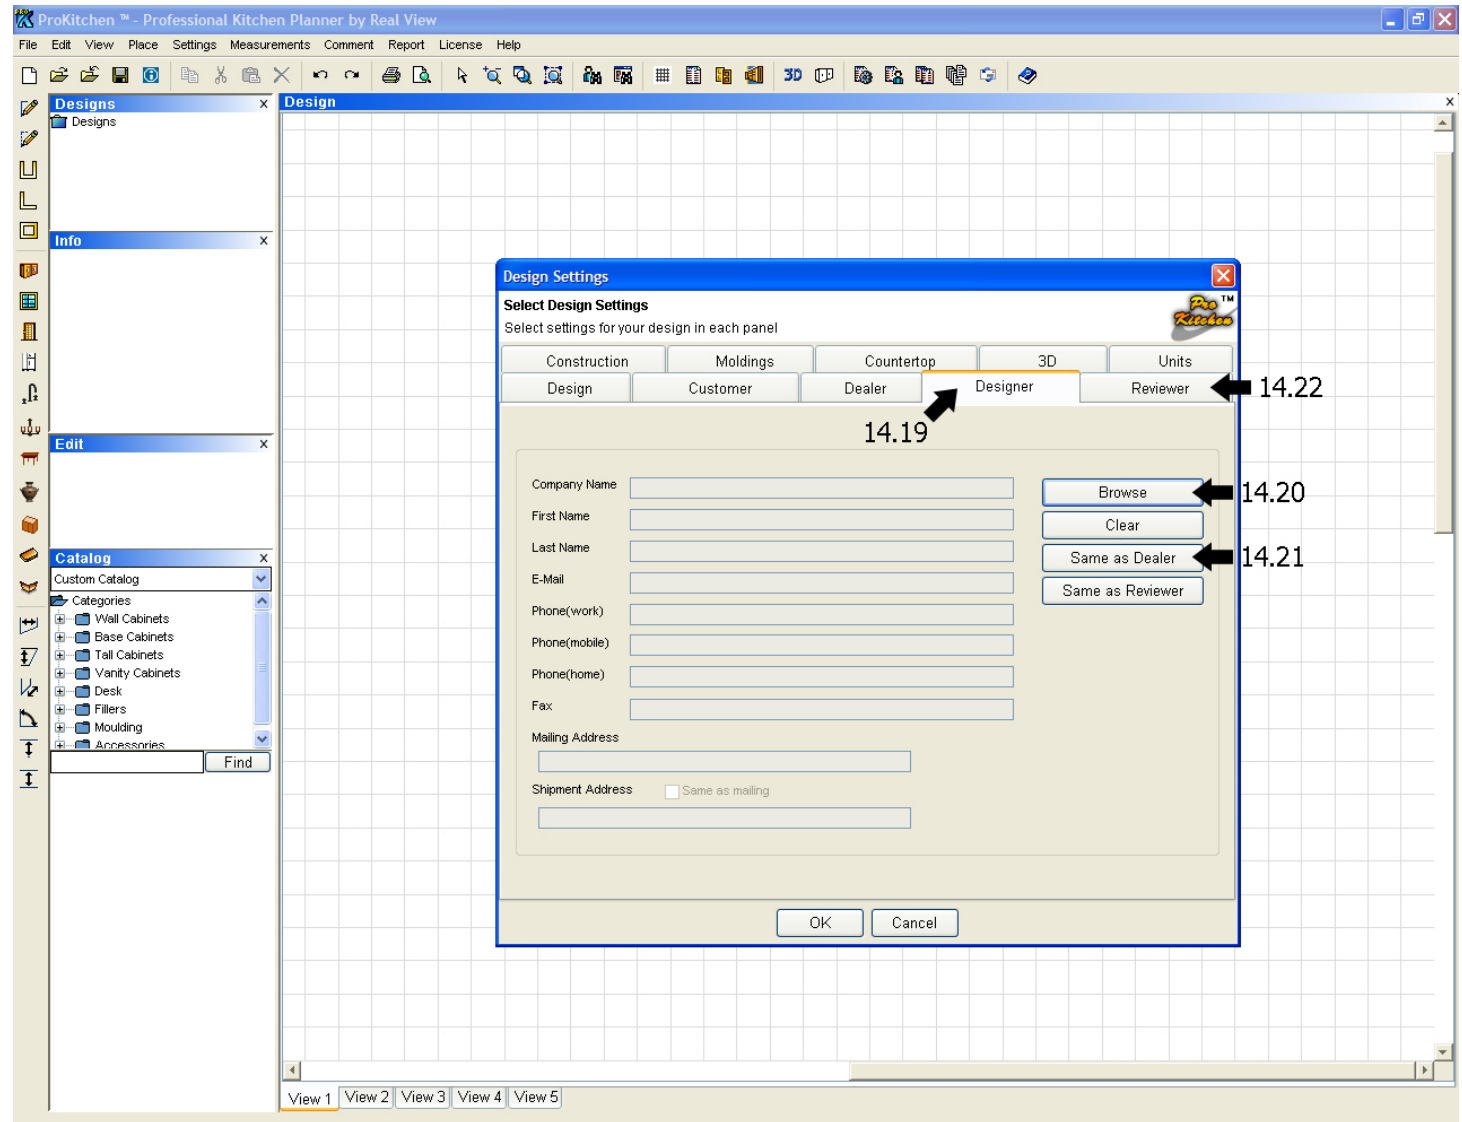 ProKitchen ™ - Professional Kitchen Planner by Real View
File Edit View Place Settings Measurements Comment Report License Help
3D
Designs x
Designs
Info x
Edit x
Catalog x
Custom Catalog
Categories
Wall Cabinets
Base Cabinets
Tall Cabinets
Vanity Cabinets
Desk
Fillers
Moulding
Accessories
Find
Design x
Design Settings
Select Design Settings
Select settings for your design in each panel
Pro Kitchen TM
Construction Moldings Countertop 3D Units
Design Customer Dealer Designer Reviewer
14.22
14.19
Company Name
First Name
Last Name
E-Mail
Phone(work)
Phone(mobile)
Phone(home)
Fax
Mailing Address
Shipment Address Same as mailing
Browse 14.20
Clear
Same as Dealer 14.21
Same as Reviewer
OK Cancel
View 1 View 2 View 3 View 4 View 5